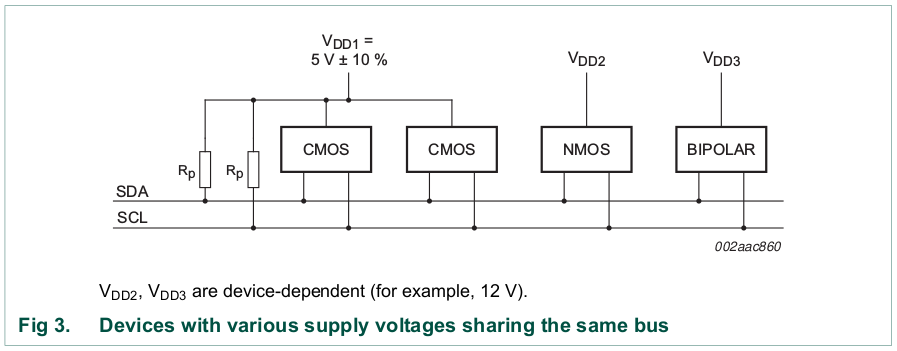 VDD1 =
5 V ± 10 %
VDD2
VDD3
CMOS
CMOS
NMOS
BIPOLAR
Rp
Rp
SDA
SCL
002aac860
VDD2, VDD3 are device-dependent (for example, 12 V).
Fig 3. Devices with various supply voltages sharing the same bus